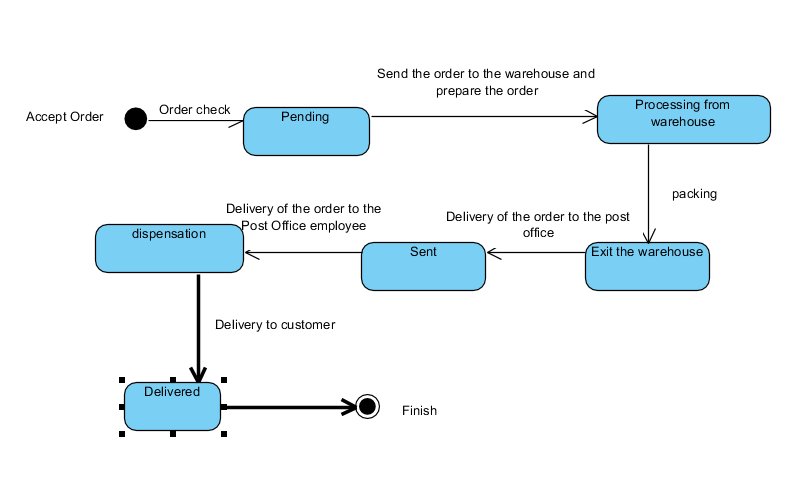 Accept Order
Order check
Pending
Send the order to the warehouse and
prepare the order
Processing from
warehouse
packing
Exit the warehouse
Delivery of the order to the post
office
Sent
Delivery of the order to the
Post Office employee
dispensation
Delivery to customer
Delivered
Finish